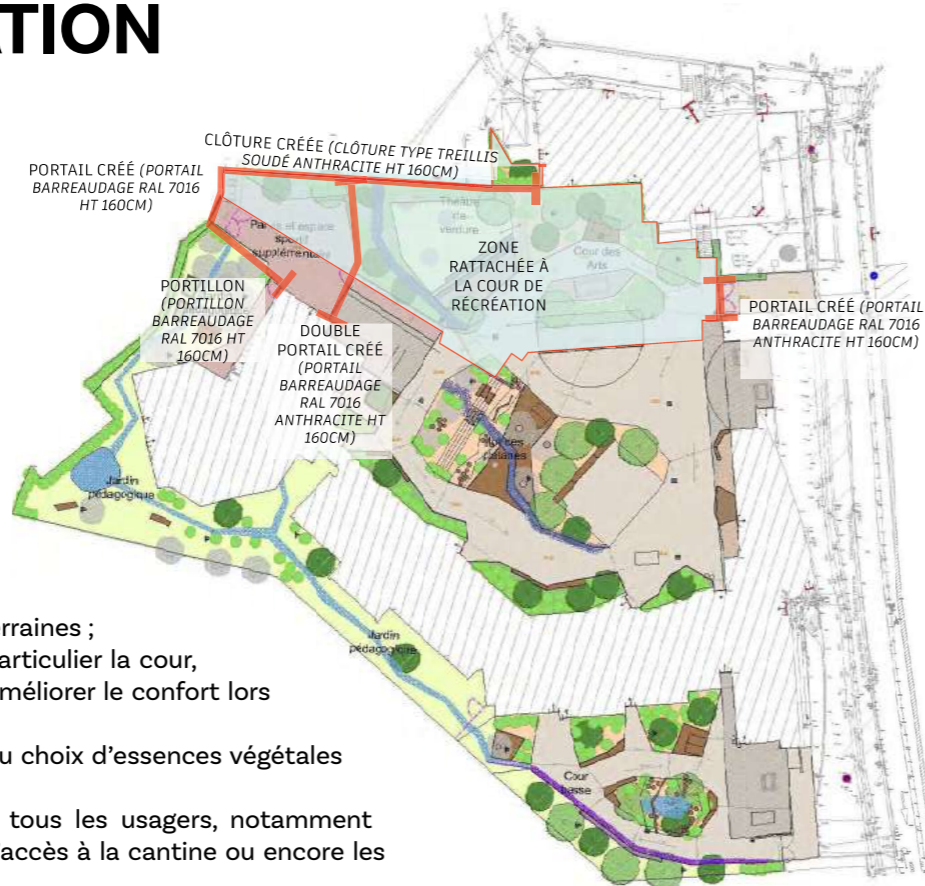 ATION
CLÔTURE CRÉÉE (CLÔTURE TYPE TREILLIS
SOUDÉ ANTHRACITE HT 160CM)
PORTAIL CRÉÉ (PORTAIL
BARREAUDAGE RAL 7016
HT 160CM)
Théâtre
de
verdure
sportif
supplémentaire
Cour des
Arts
ZONE
RATTACHÉE À
LA COUR DE
RÉCRÉATION
PORTILLON
(PORTILLON
BARREAUDAGE
RAL 7016 HT
160CM)
DOUBLE
PORTAIL CRÉÉ
(PORTAIL
BARREAUDAGE
RAL 7016
ANTHRACITE HT
160CM)
PORTAIL CRÉÉ (PORTAIL
BARREAUDAGE RAL 7016
ANTHRACITE HT 160CM)
Jardin
pédagogique
Jardin
pédagogique
Cour
basse
erraines ;
articulier la cour,
méliorer le confort lors
u choix d'essences végétales
tous les usagers, notamment
accès à la cantine ou encore les